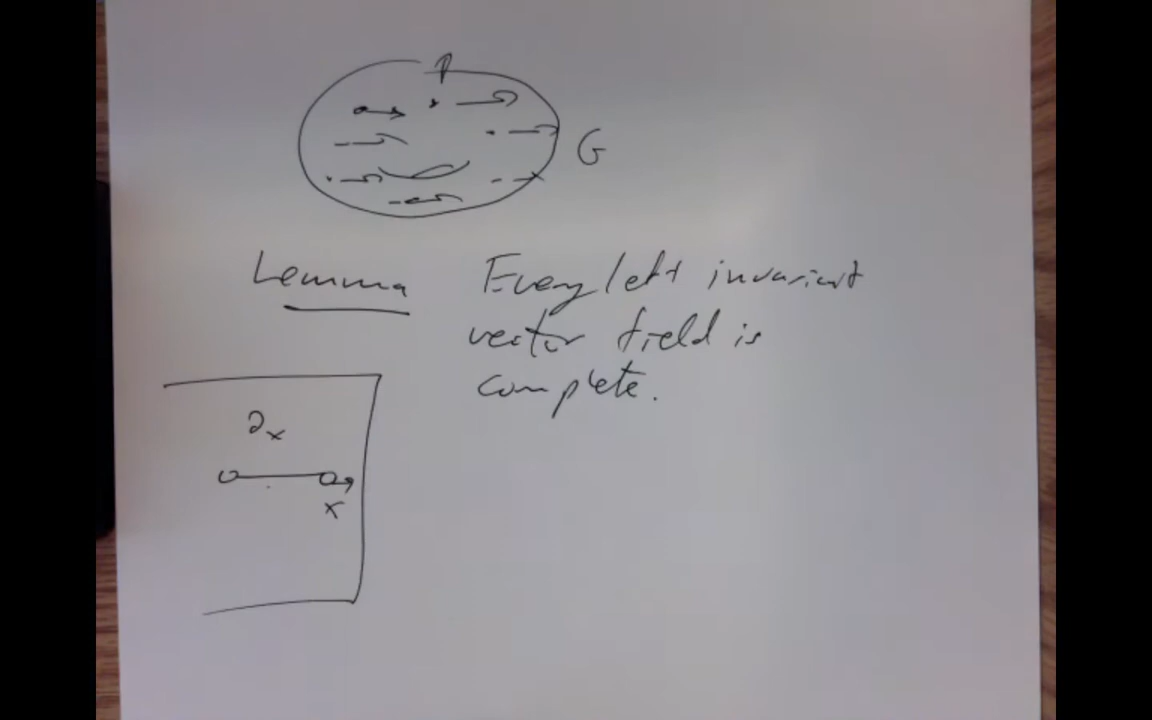 G
Lemma Every left invariant
vector field is
complete.
∂x
x